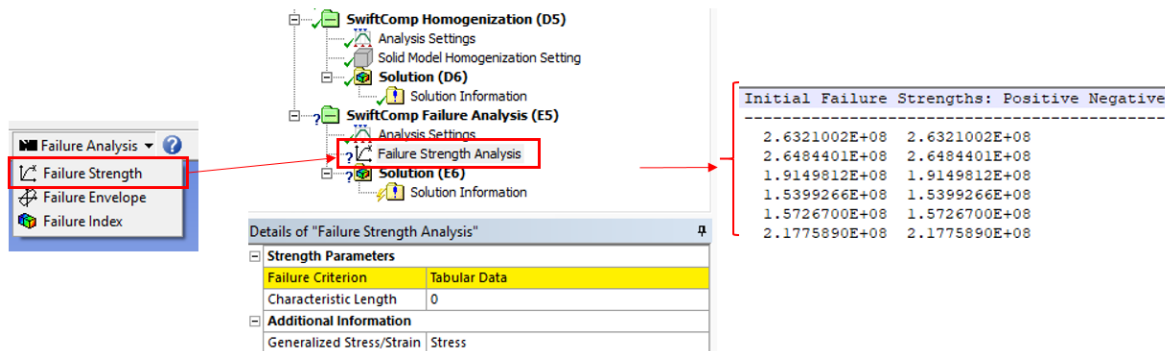 Failure Analysis
Failure Strength
Failure Envelope
Failure Index
SwiftComp Homogenization (D5)
Analysis Settings
Solid Model Homogenization Setting
Solution (D6)
Solution Information
SwiftComp Failure Analysis (E5)
Analysis Settings
Failure Strength Analysis
Solution (E6)
Solution Information
Details of "Failure Strength Analysis"
Strength Parameters
Failure Criterion Tabular Data
Characteristic Length 0
Additional Information
Generalized Stress/Strain Stress
Initial Failure Strengths: Positive Negative
--------------------------------------------
2.6321002E+08 2.6321002E+08
2.6484401E+08 2.6484401E+08
1.9149812E+08 1.9149812E+08
1.5399266E+08 1.5399266E+08
1.5726700E+08 1.5726700E+08
2.1775890E+08 2.1775890E+08